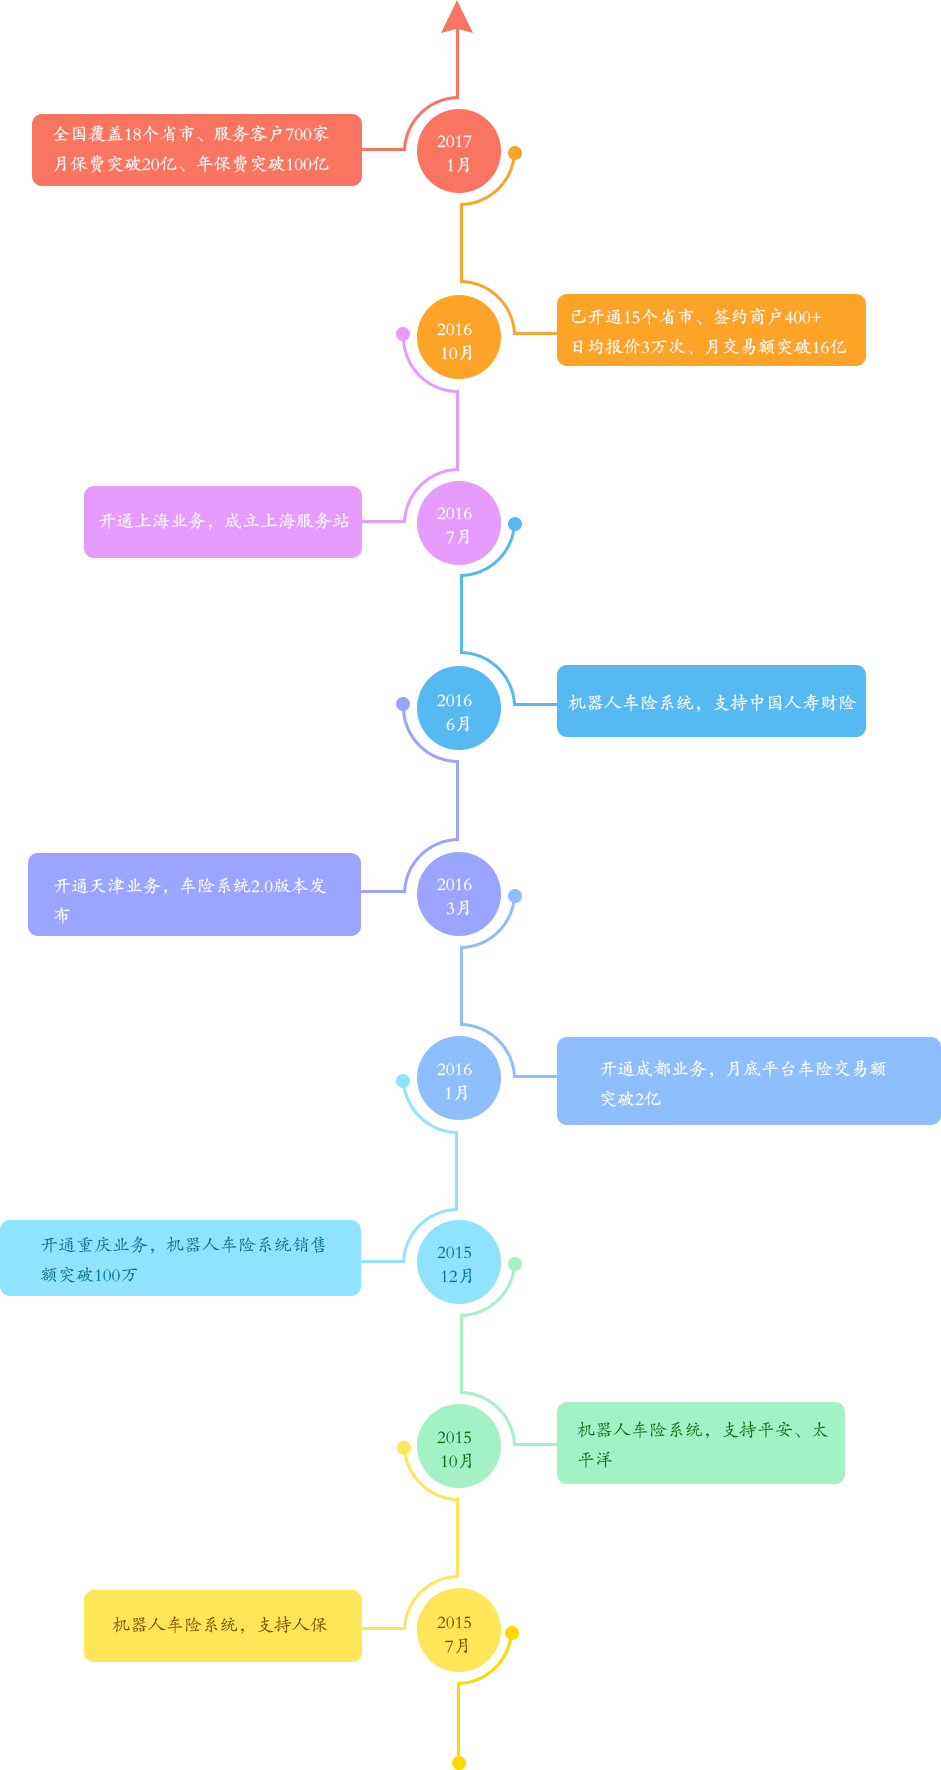 全国覆盖18个省市、服务客户700家
月保费突破20亿、年保费突破100亿
2017
1月
2016
10月
已开通15个省市、签约商户400+
日均报价3万次、月交易额突破16亿
开通上海业务，成立上海服务站
2016
7月
2016
6月
机器人车险系统，支持中国人寿财险
开通天津业务，车险系统2.0版本发
布
2016
3月
2016
1月
开通成都业务，月底平台车险交易额
突破2亿
开通重庆业务，机器人车险系统销售
额突破100万
2015
12月
2015
10月
机器人车险系统，支持平安、太
平洋
机器人车险系统，支持人保
2015
7月